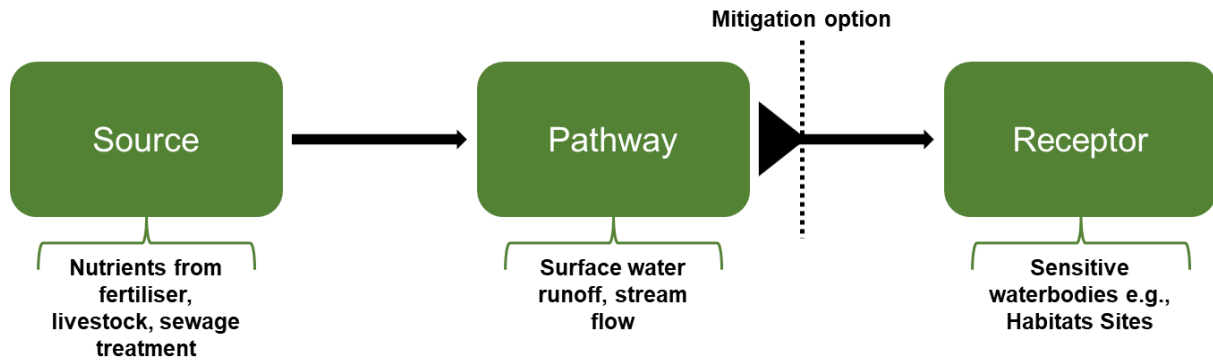 Mitigation option
Source
Pathway
Receptor
Nutrients from
fertiliser,
livestock, sewage
treatment
Surface water
runoff, stream
flow
Sensitive
waterbodies e.g.,
Habitats Sites